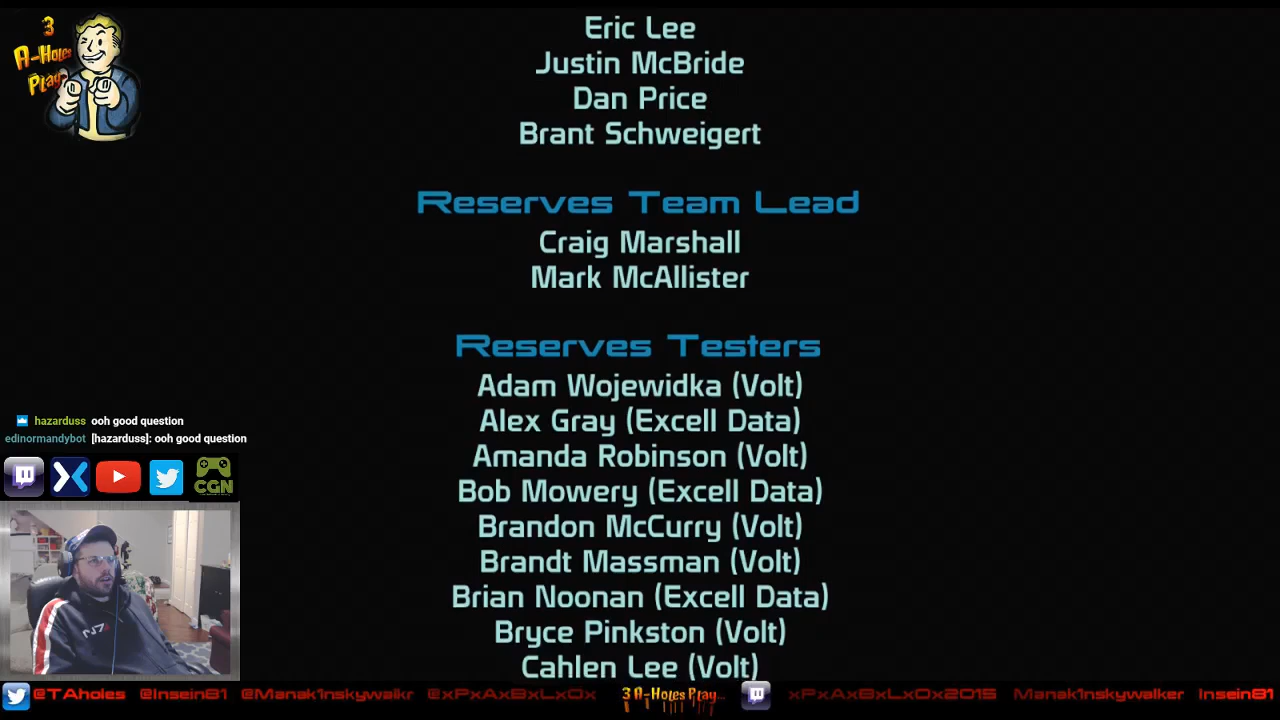 3
A-Holes
Play
Eric Lee
Justin McBride
Dan Price
Brant Schweigert
Reserves Team Lead
Craig Marshall
Mark McAllister
Reserves Testers
Adam Wojewidka (Volt)
Alex Gray (Excell Data)
Amanda Robinson (Volt)
Bob Mowery (Excell Data)
Brandon McCurry (Volt)
Brandt Massman (Volt)
Brian Noonan (Excell Data)
Bryce Pinkston (Volt)
Cahlen Lee (Volt)
hazarduss ooh good question
edinormandybot [hazarduss]: ooh good question
CGN
N7
@TAholes @Insein81 @Manak1nskywalkr @xPxAxBxLxOx 3 A-Holes Play xPxAxBxLxOx2015 Manak1nskywalker Insein81